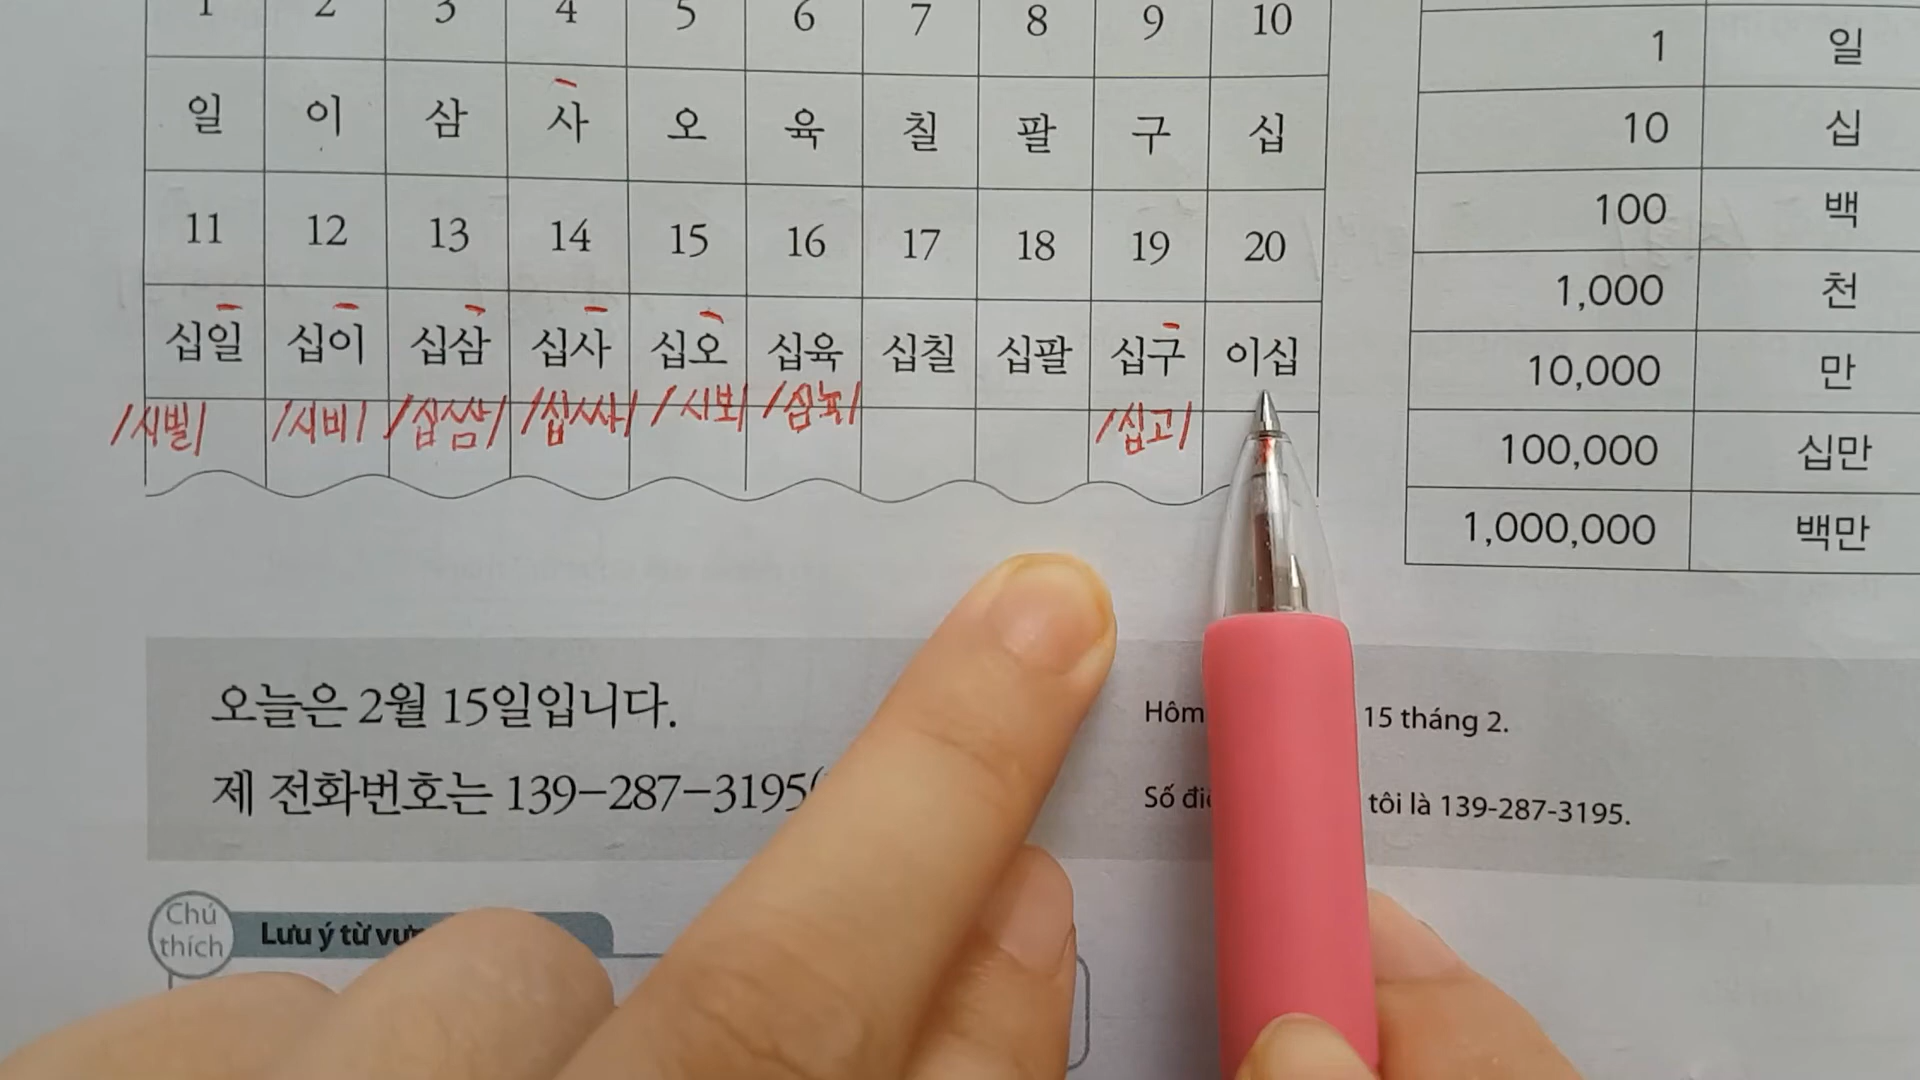 1 2 3 4 5 6 7 8 9 10
일 이 삼 사 오 육 칠 팔 구 십
11 12 13 14 15 16 17 18 19 20
십일 십이 십삼 십사 십오 십육 십칠 십팔 십구 이십
/시빌/ /시비/ /십쌈/ /십싸/ /시보/ /심뉵/ /십고/
1 일
10 십
100 백
1,000 천
10,000 만
100,000 십만
1,000,000 백만
오늘은 2월 15일입니다.
Hôm 15 tháng 2.
제 전화번호는 139-287-3195(
Số tôi là 139-287-3195.
Chú thích
Lưu ý từ